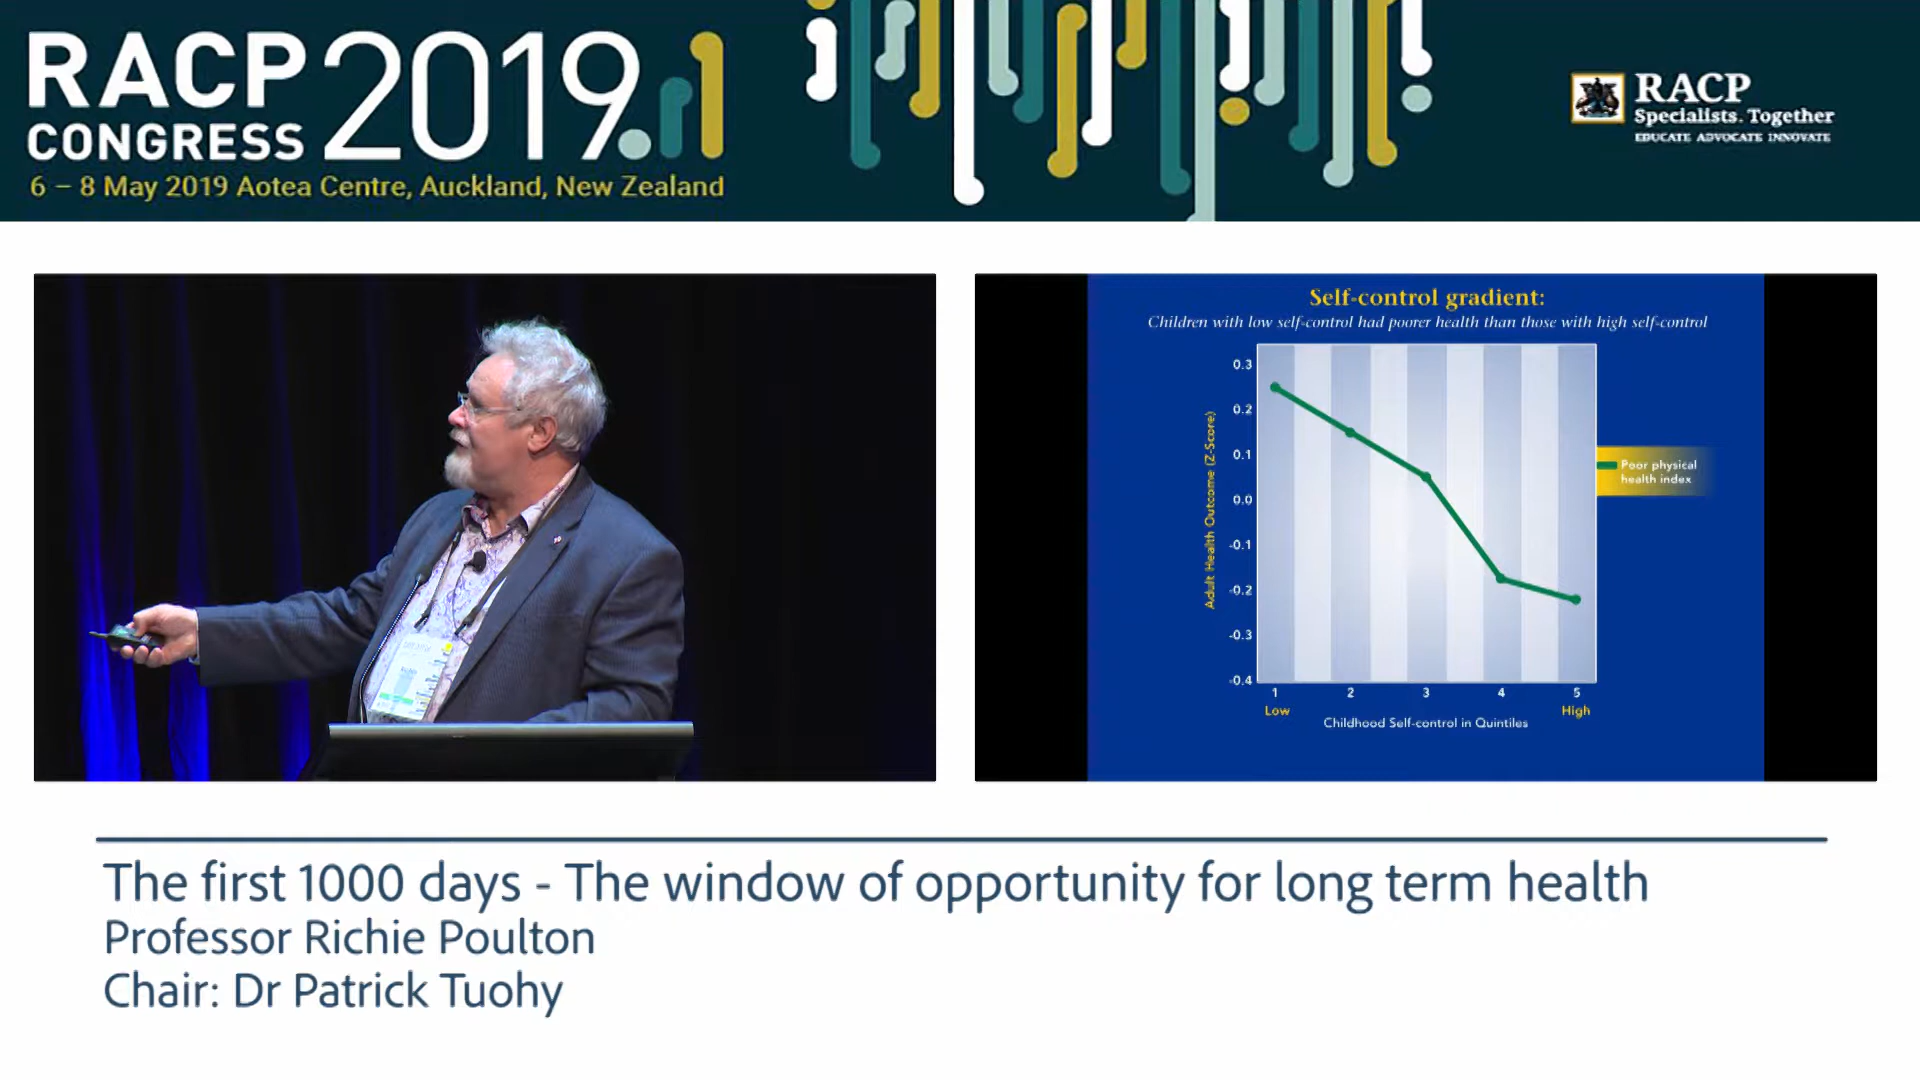 RACP
CONGRESS
2019
6 – 8 May 2019 Aotea Centre, Auckland, New Zealand
RACP
Specialists. Together
EDUCATE ADVOCATE INNOVATE
Self-control gradient:
Children with low self-control had poorer health than those with high self-control
Adult Health Outcome (Z-Score)
0.3
0.2
0.1
0.0
-0.1
-0.2
-0.3
-0.4
Poor physical
health index
1 2 3 4 5
Low High
Childhood Self-control in Quintiles
The first 1000 days - The window of opportunity for long term health
Professor Richie Poulton
Chair: Dr Patrick Tuohy